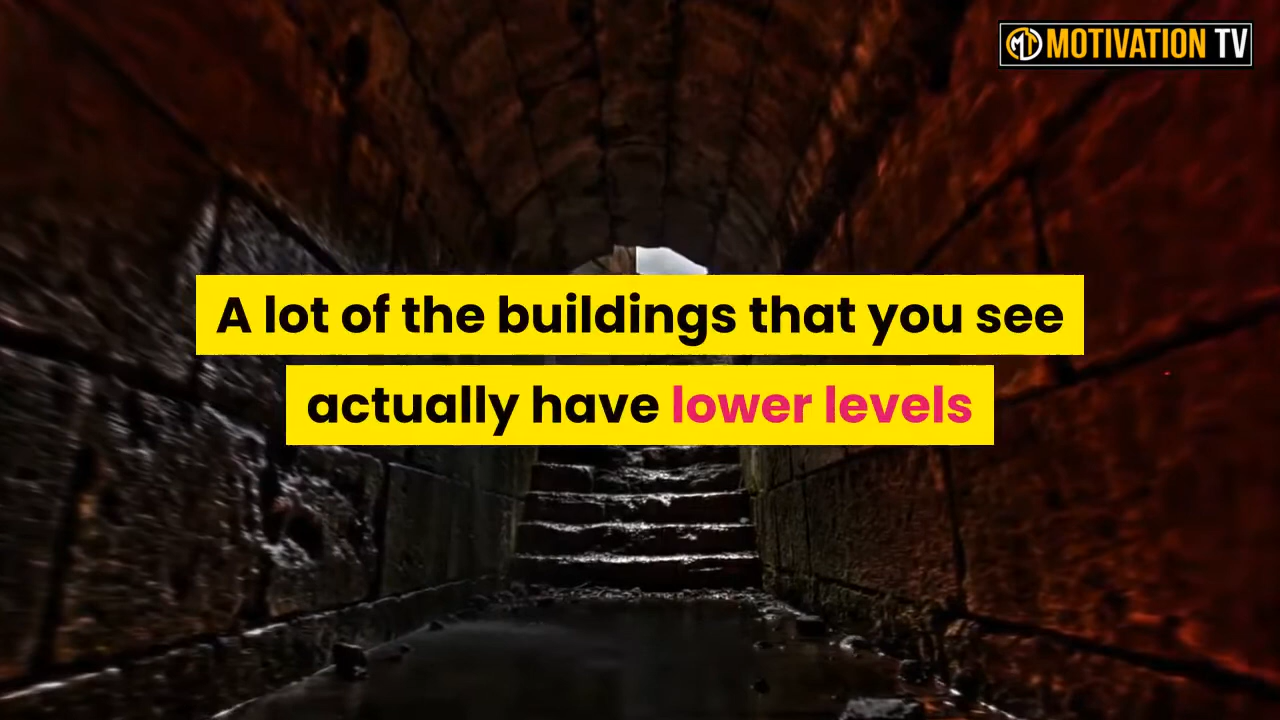 MOTIVATION TV
A lot of the buildings that you see
actually have lower levels